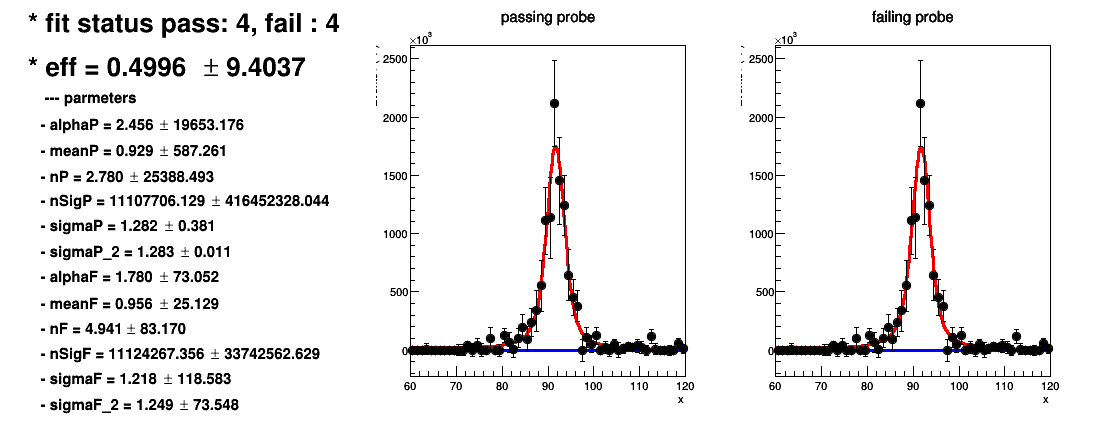 * fit status pass: 4, fail : 4
* eff = 0.4996 ± 9.4037
--- parmeters
- alphaP = 2.456 ± 19653.176
- meanP = 0.929 ± 587.261
- nP = 2.780 ± 25388.493
- nSigP = 11107706.129 ± 416452328.044
- sigmaP = 1.282 ± 0.381
- sigmaP_2 = 1.283 ± 0.011
- alphaF = 1.780 ± 73.052
- meanF = 0.956 ± 25.129
- nF = 4.941 ± 83.170
- nSigF = 11124267.356 ± 33742562.629
- sigmaF = 1.218 ± 118.583
- sigmaF_2 = 1.249 ± 73.548
passing probe
×10³
2500
2000
1500
1000
500
0
60 70 80 90 100 110 120
x
failing probe
×10³
2500
2000
1500
1000
500
0
60 70 80 90 100 110 120
x